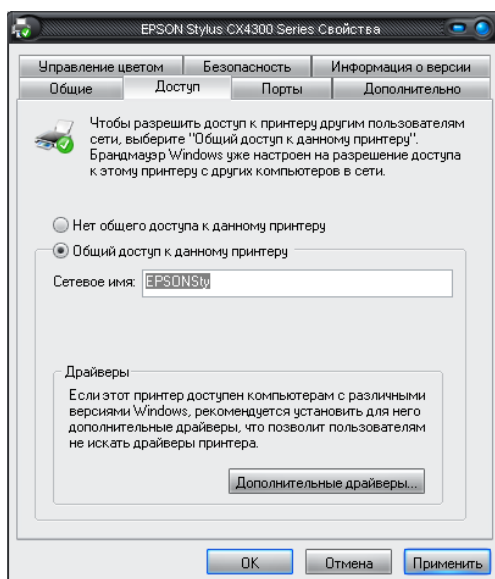 EPSON Stylus CX4300 Series Свойства
Управление цветом Безопасность Информация о версии
Общие Доступ Порты Дополнительно
Чтобы разрешить доступ к принтеру другим пользователям
сети, выберите "Общий доступ к данному принтеру".
Брандмауэр Windows уже настроен на разрешение доступа
к этому принтеру с других компьютеров в сети.
Нет общего доступа к данному принтеру
Общий доступ к данному принтеру
Сетевое имя: EPSONSty
Драйверы
Если этот принтер доступен компьютерам с различными
версиями Windows, рекомендуется установить для него
дополнительные драйверы, что позволит пользователям
не искать драйверы принтера.
Дополнительные драйверы...
OK Отмена Применить